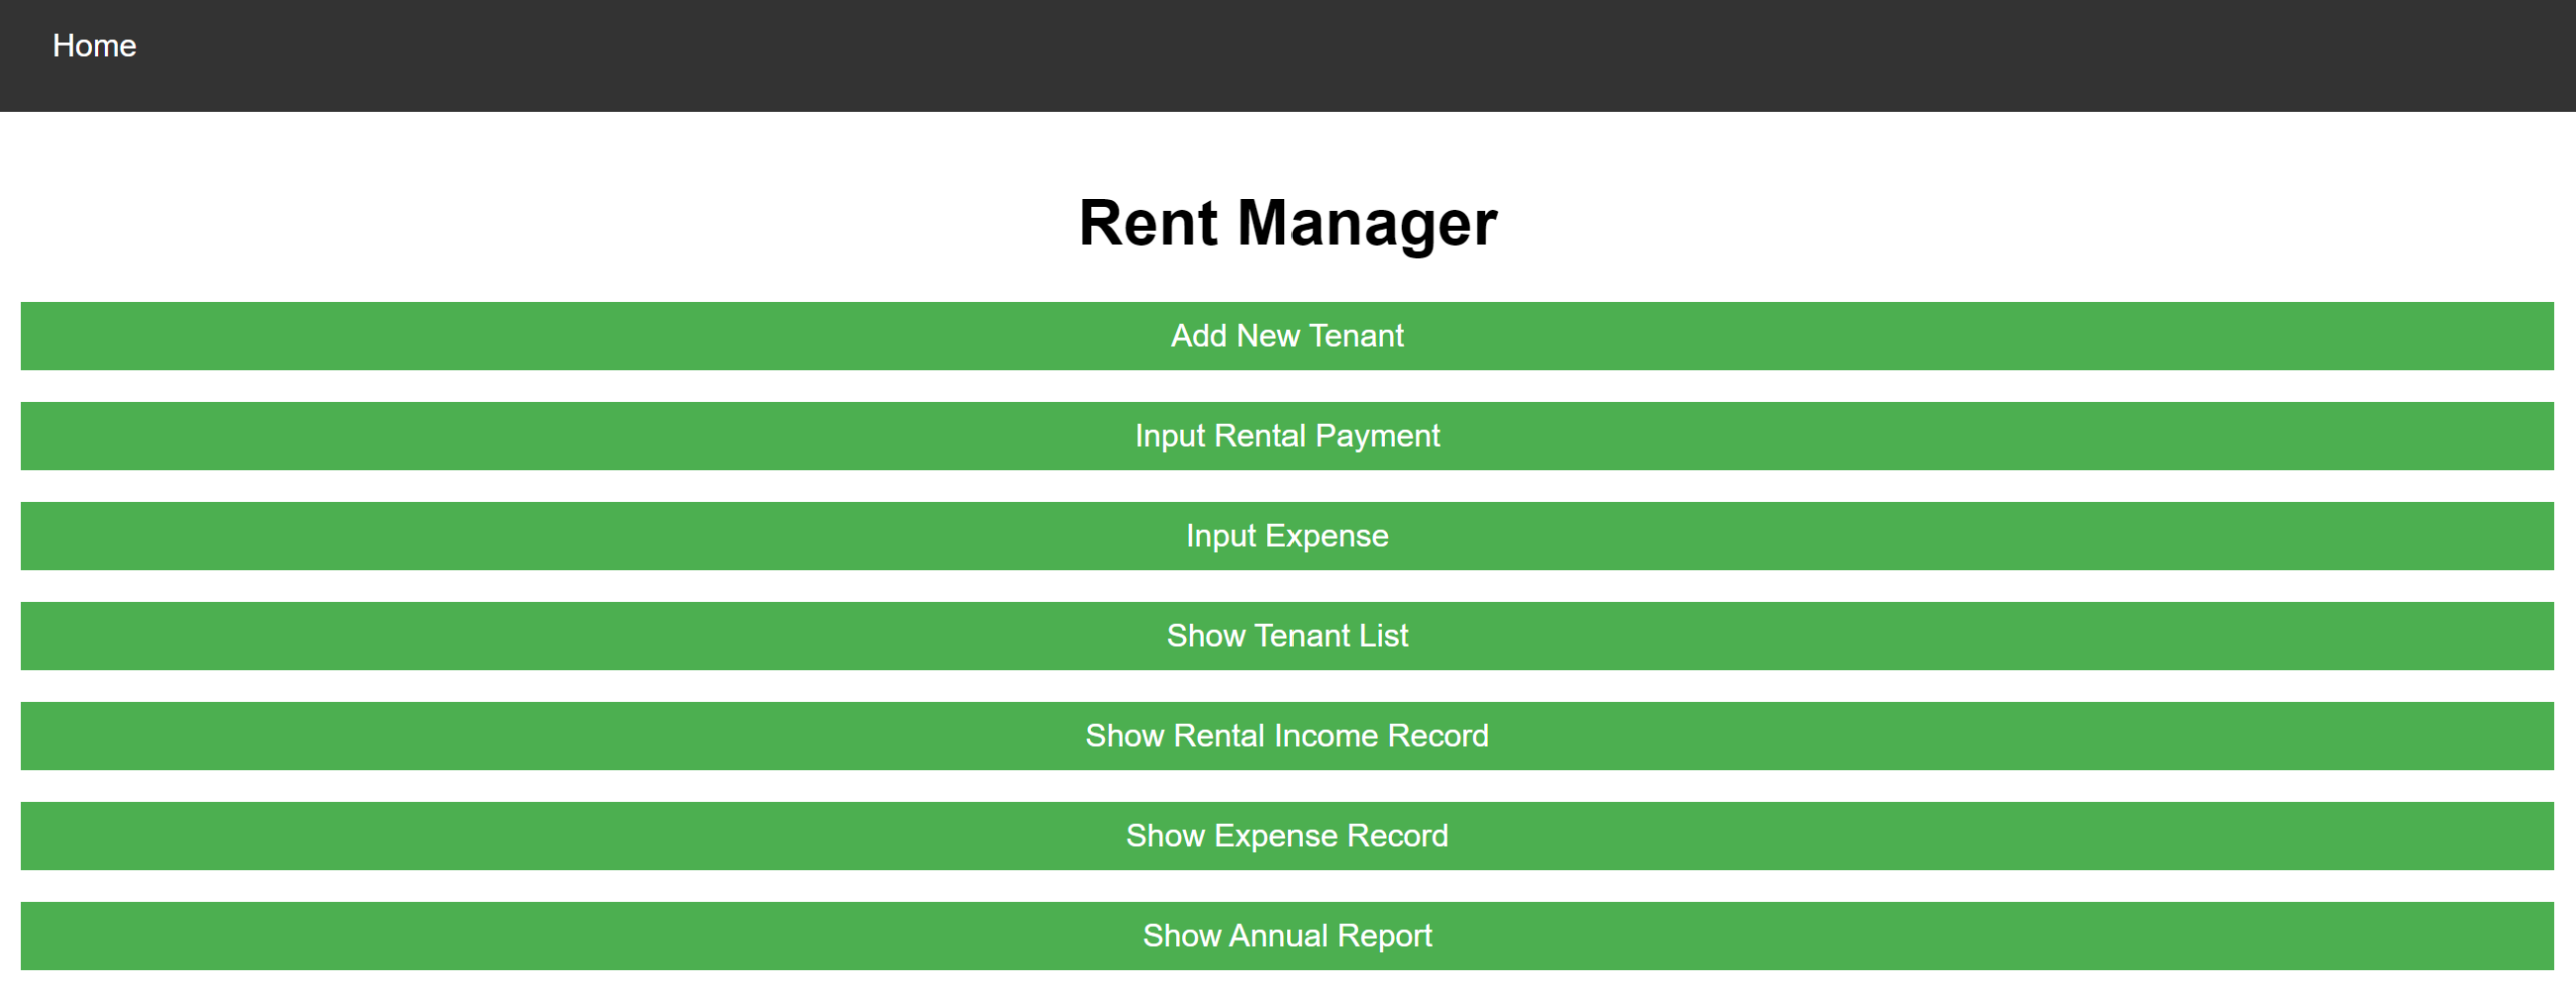 Home
Rent Manager
Add New Tenant
Input Rental Payment
Input Expense
Show Tenant List
Show Rental Income Record
Show Expense Record
Show Annual Report